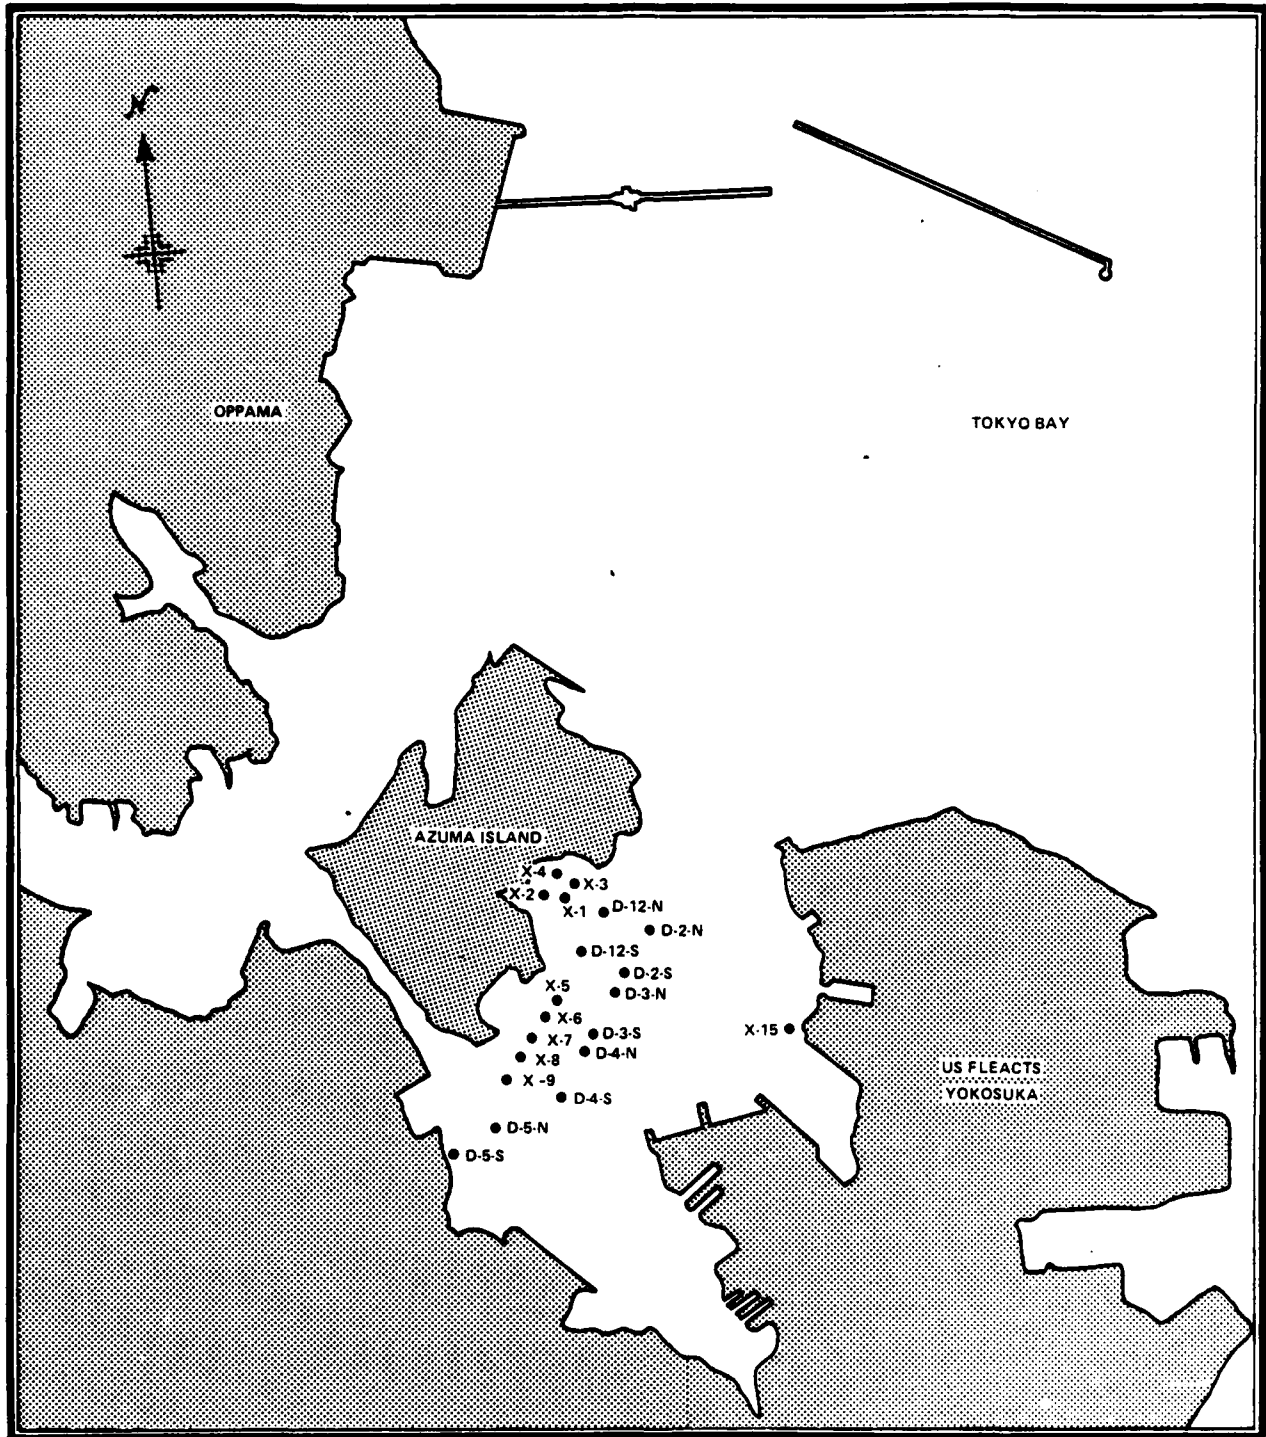 N
OPPAMA
TOKYO BAY
AZUMA ISLAND
X-4
X-3
X-2
X-1
D-12-N
D-2-N
D-12-S
D-2-S
X-5
D-3-N
X-6
X-15
D-3-S
X-7
D-4-N
X-8
US FLEACTS
YOKOSUKA
X -9
D-4-S
D-5-N
D-5-S